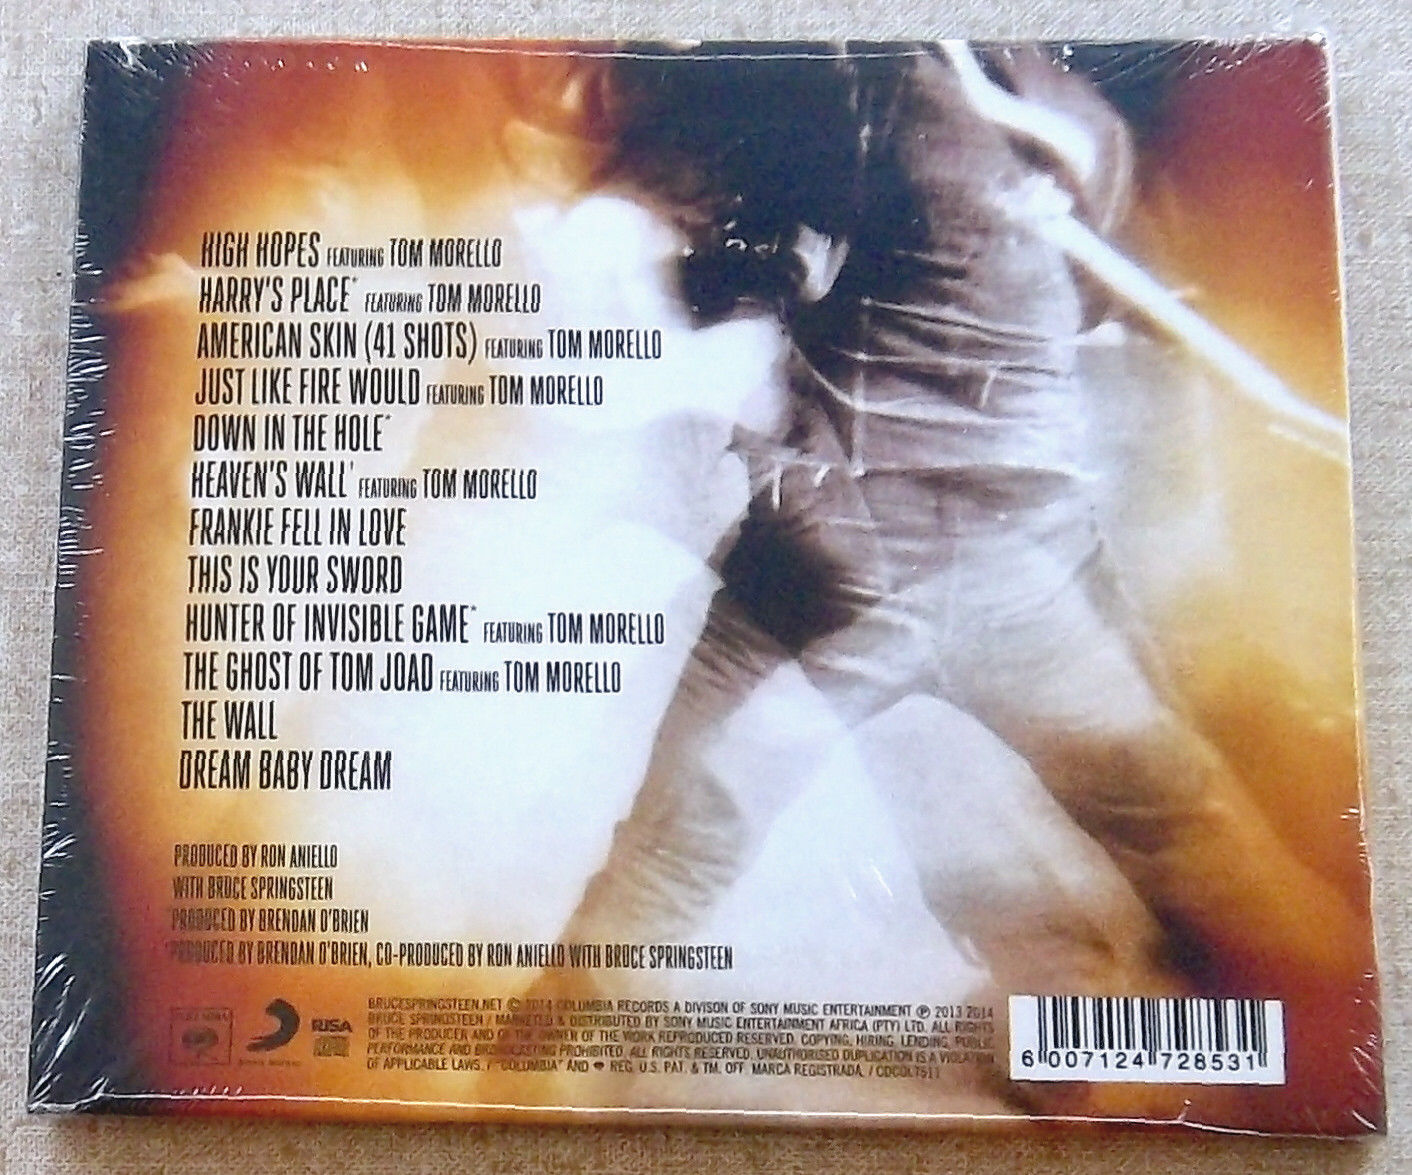 HIGH HOPES FEATURING TOM MORELLO
HARRY'S PLACE* FEATURING TOM MORELLO
AMERICAN SKIN (41 SHOTS) FEATURING TOM MORELLO
JUST LIKE FIRE WOULD FEATURING TOM MORELLO
DOWN IN THE HOLE*
HEAVEN'S WALL' FEATURING TOM MORELLO
FRANKIE FELL IN LOVE
THIS IS YOUR SWORD
HUNTER OF INVISIBLE GAME* FEATURING TOM MORELLO
THE GHOST OF TOM JOAD FEATURING TOM MORELLO
THE WALL
DREAM BABY DREAM
PRODUCED BY RON ANIELLO
WITH BRUCE SPRINGSTEEN
*PRODUCED BY BRENDAN O'BRIEN
'PRODUCED BY BRENDAN O'BRIEN, CO-PRODUCED BY RON ANIELLO WITH BRUCE SPRINGSTEEN
COLUMBIA
SONY MUSIC
RISA
BRUCESPRINGSTEEN.NET © 2014 COLUMBIA RECORDS A DIVISON OF SONY MUSIC ENTERTAINMENT ℗ 2013 2014
BRUCE SPRINGSTEEN / MARKETED & DISTRIBUTED BY SONY MUSIC ENTERTAINMENT AFRICA (PTY) LTD. ALL RIGHTS
OF THE PRODUCER AND OF THE OWNER OF THE WORK REPRODUCED RESERVED. COPYING, HIRING, LENDING, PUBLIC
PERFORMANCE AND BROADCASTING PROHIBITED. ALL RIGHTS RESERVED. UNAUTHORISED DUPLICATION IS A VIOLATION
OF APPLICABLE LAWS. / "COLUMBIA" AND REG. U.S. PAT. & TM. OFF. MARCA REGISTRADA. / CDCOL7511
6 007124 728531